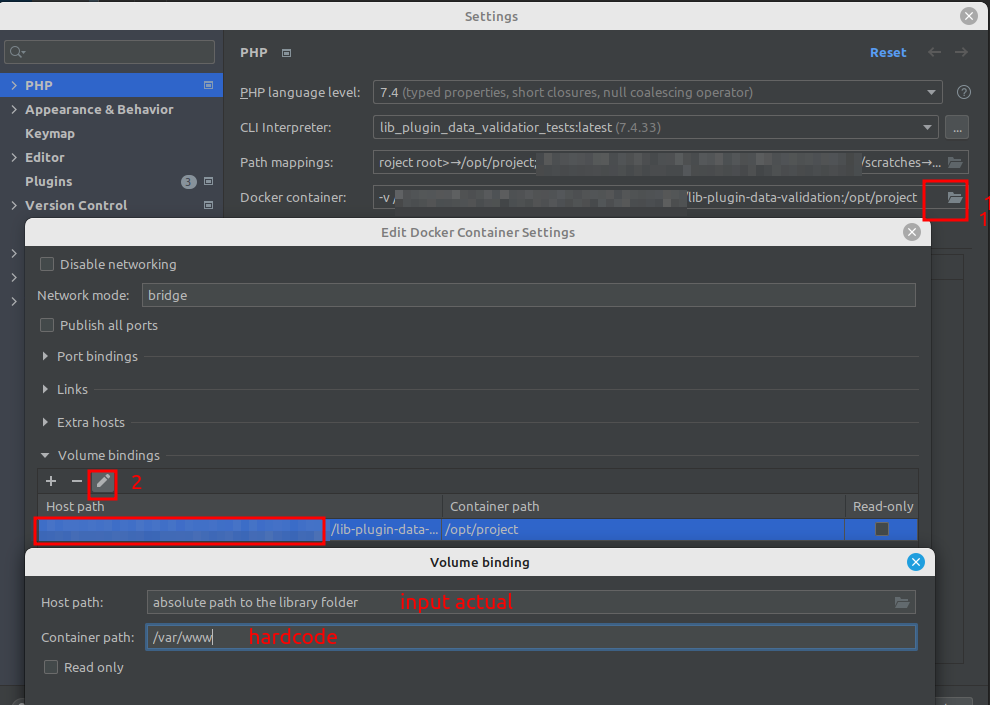 Settings
PHP
Reset
PHP
PHP language level: 7.4 (typed properties, short closures, null coalescing operator)
Appearance & Behavior
CLI Interpreter: lib_plugin_data_validatior_tests:latest (7.4.33) ...
Keymap
Editor
Path mappings: roject root>→/opt/project; /scratches→...
Plugins 3
Docker container: -v / /lib-plugin-data-validation:/opt/project
Version Control
1
Edit Docker Container Settings
Disable networking
Network mode: bridge
Publish all ports
Port bindings
Links
Extra hosts
Volume bindings
2
Host path Container path Read-only
/lib-plugin-data-... /opt/project
Volume binding
Host path: absolute path to the library folder input actual
Container path: /var/www hardcode
Read only